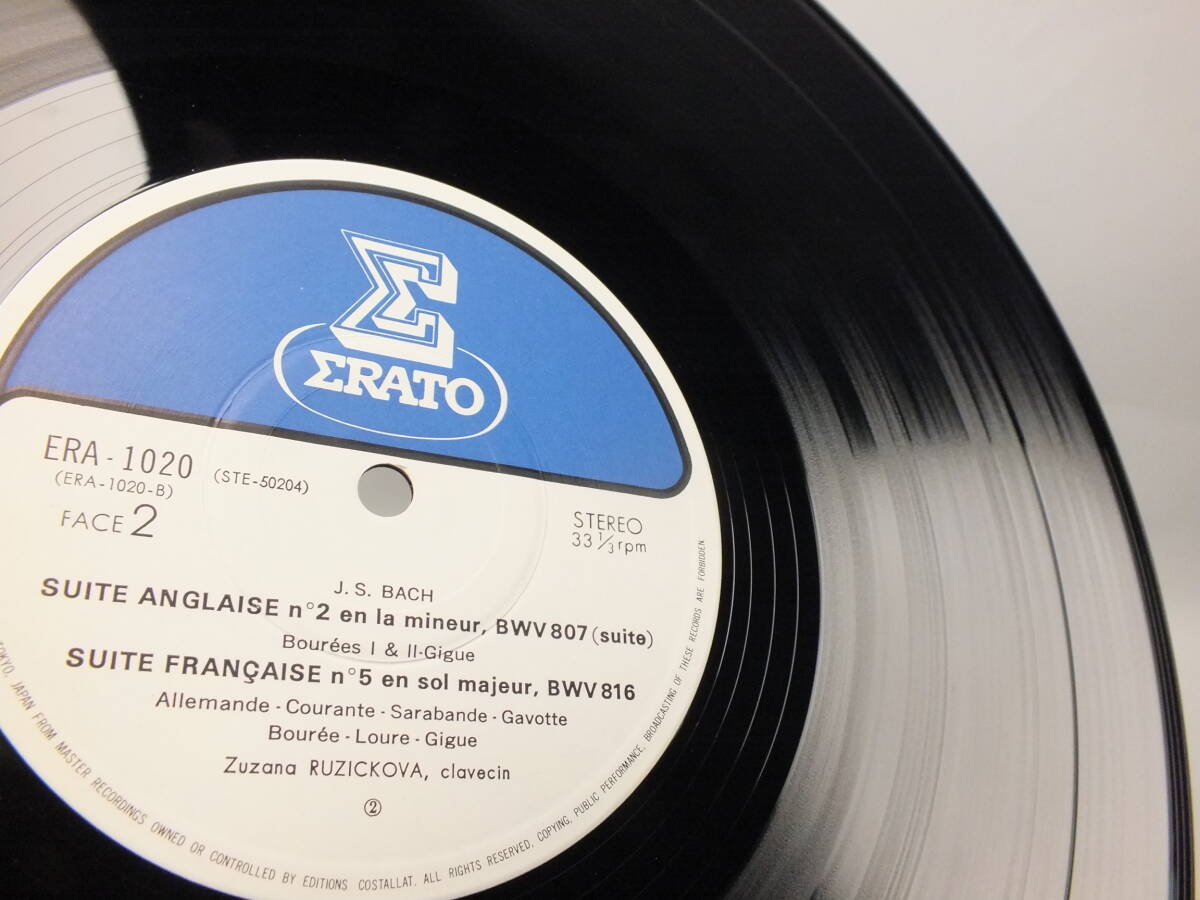 Σ
ΣRATO
ERA-1020
(ERA-1020-B)
(STE-50204)
FACE 2
STEREO
33 1/3 rpm
J. S. BACH
SUITE ANGLAISE n°2 en la mineur, BWV 807 (suite)
Bourées I & II-Gigue
SUITE FRANÇAISE n°5 en sol majeur, BWV 816
Allemande-Courante-Sarabande-Gavotte
Bourée-Loure-Gigue
Zuzana RUZICKOVA, clavecin
②
TOKYO, JAPAN FROM MASTER RECORDINGS OWNED OR CONTROLLED BY EDITIONS COSTALLAT. ALL RIGHTS RESERVED, COPYING, PUBLIC PERFORMANCE, BROADCASTING OF THESE RECORDS ARE FORBIDDEN